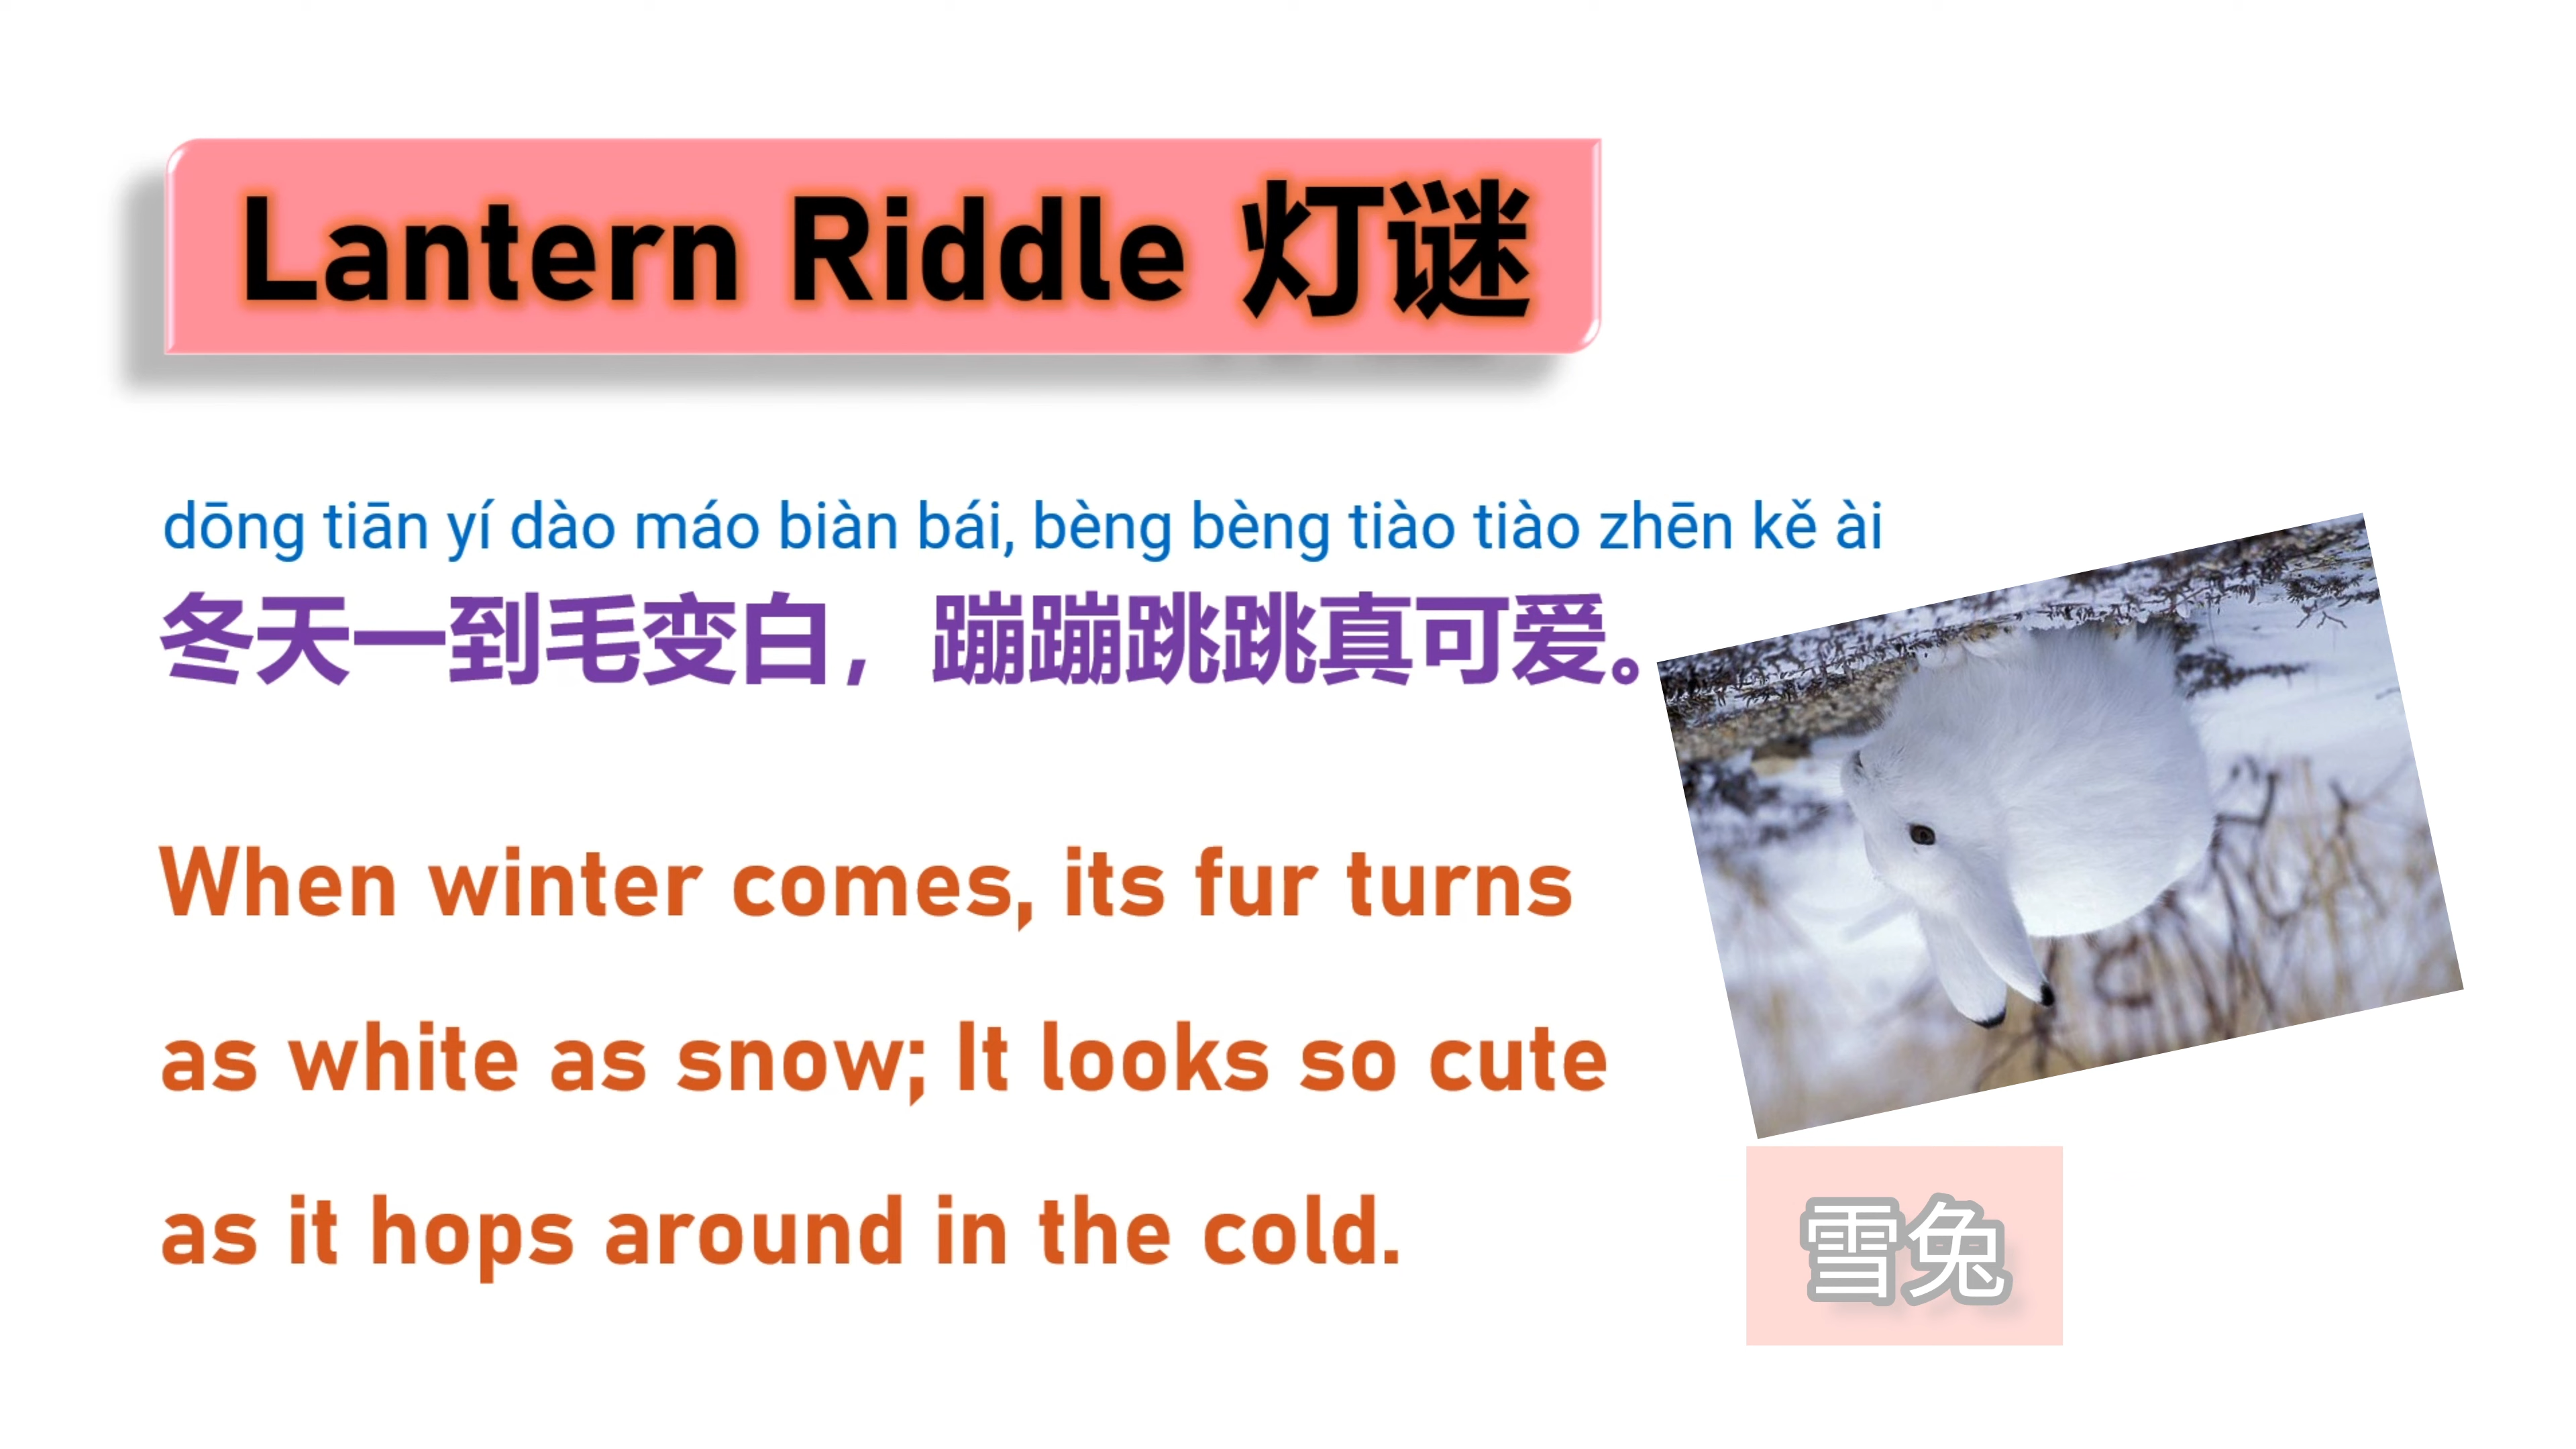 Lantern Riddle 灯谜
dōng tiān yí dào máo biàn bái, bèng bèng tiào tiào zhēn kě ài
冬天一到毛变白，蹦蹦跳跳真可爱。
When winter comes, its fur turns
as white as snow; It looks so cute
as it hops around in the cold.
雪兔